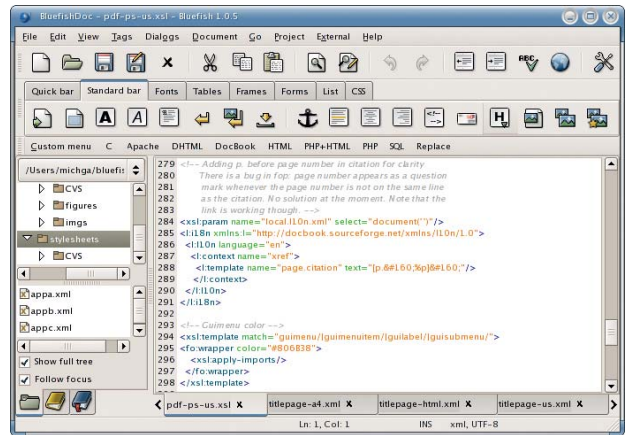 BluefishDoc - pdf-ps-us.xsl - Bluefish 1.0.5
File Edit View Tags Dialogs Document Go Project External Help
Quick bar Standard bar Fonts Tables Frames Forms List CSS
Custom menu C Apache DHTML DocBook HTML PHP+HTML PHP SQL Replace
/Users/michga/bluefi
CVS
figures
imgs
stylesheets
CVS
appa.xml
appb.xml
appc.xml
Show full tree
Follow focus
279 <!-- Adding p. before page number in citation for clarity
280 There is a bug in fop: image appears as a question
281 mark whenever the page number is not on the same line
282 as the citation. No solution at the moment. Note that the
283 link is working though. -->
284 <xsl:param name="local.l10n.xml" select="document('')"/>
285 <l:i18n xmlns:l="http://docbook.sourceforge.net/xmlns/l10n/1.0">
286 <l:l10n language="en">
287 <l:context name="xref">
288 <l:template name="page.citation" text="[p.&#160;%p]&#160;"/>
289 </l:context>
290 </l:l10n>
291 </l:i18n>
292
293 <!-- Guimenu color -->
294 <xsl:template match="guimenu/|guimenuitem/|guilabel/|guisubmenu/">
295 <fo:wrapper color="#806B38">
296 <xsl:apply-imports/>
297 </fo:wrapper>
298 </xsl:template>
pdf-ps-us.xsl X titlepage-a4.xml X titlepage-html.xml X titlepage-us.xml X
Ln: 1, Col: 1 INS xml, UTF-8